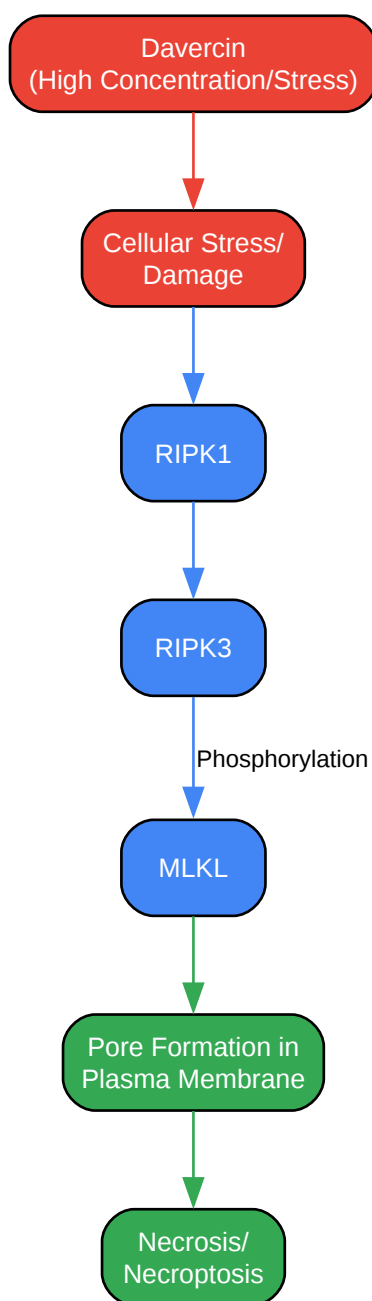 Davercin
(High Concentration/Stress)
Cellular Stress/
Damage
RIPK1
RIPK3
Phosphorylation
MLKL
Pore Formation in
Plasma Membrane
Necrosis/
Necroptosis